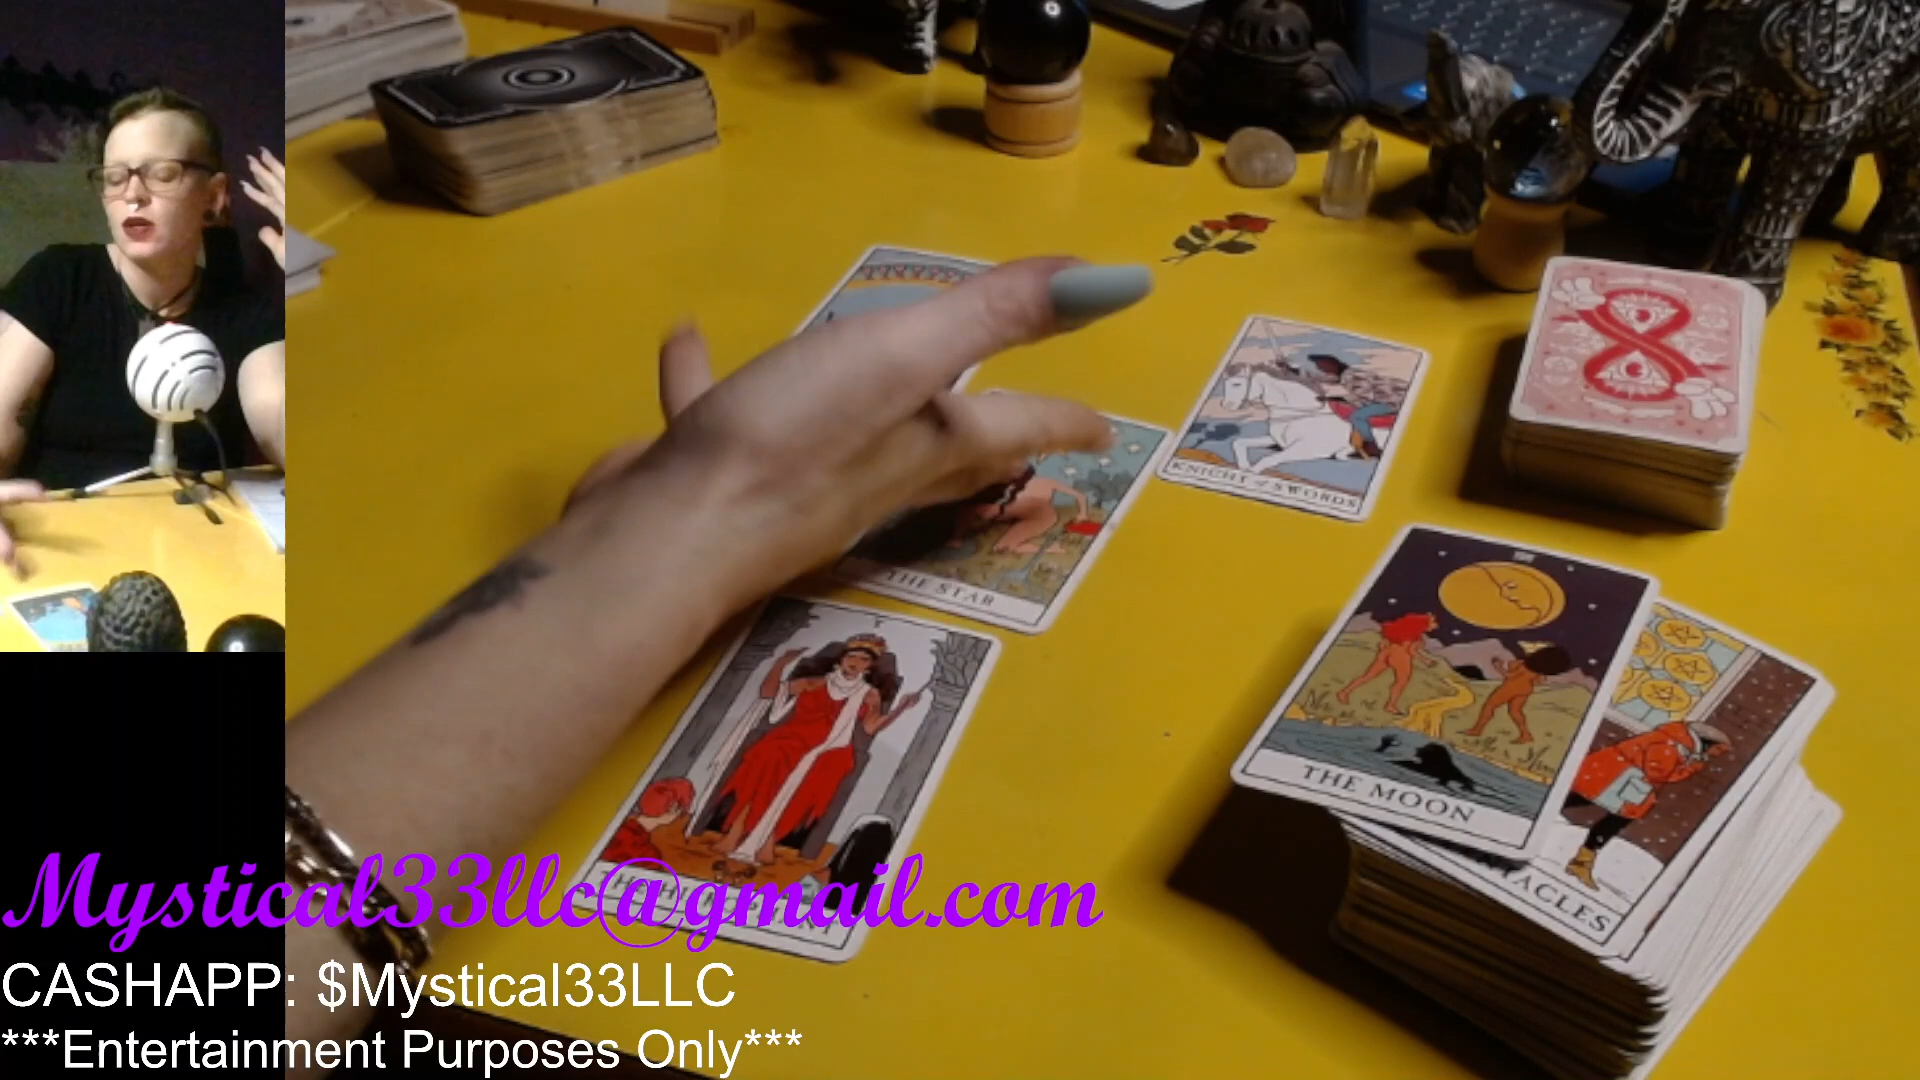 KNIGHT of SWORDS
THE STAR
THE MOON
Mystical33llc@gmail.com
CASHAPP: $Mystical33LLC
***Entertainment Purposes Only***